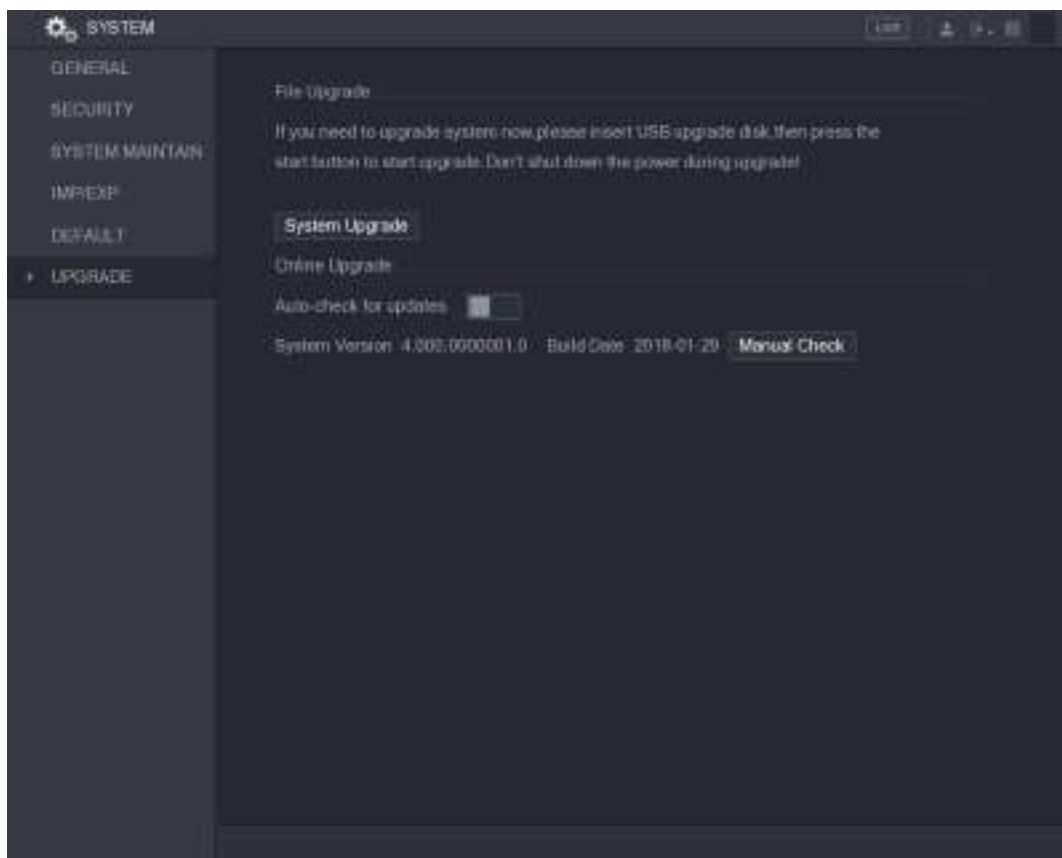 SYSTEM
LIVE
GENERAL
SECURITY
SYSTEM MAINTAIN
IMP/EXP
DEFAULT
UPGRADE
File Upgrade
If you need to upgrade system now,please insert USB upgrade disk,then press the
start button to start upgrade.Don't shut down the power during upgrade!
System Upgrade
Online Upgrade
Auto-check for updates
System Version 4.000.0000001.0 Build Date 2018-01-29 Manual Check